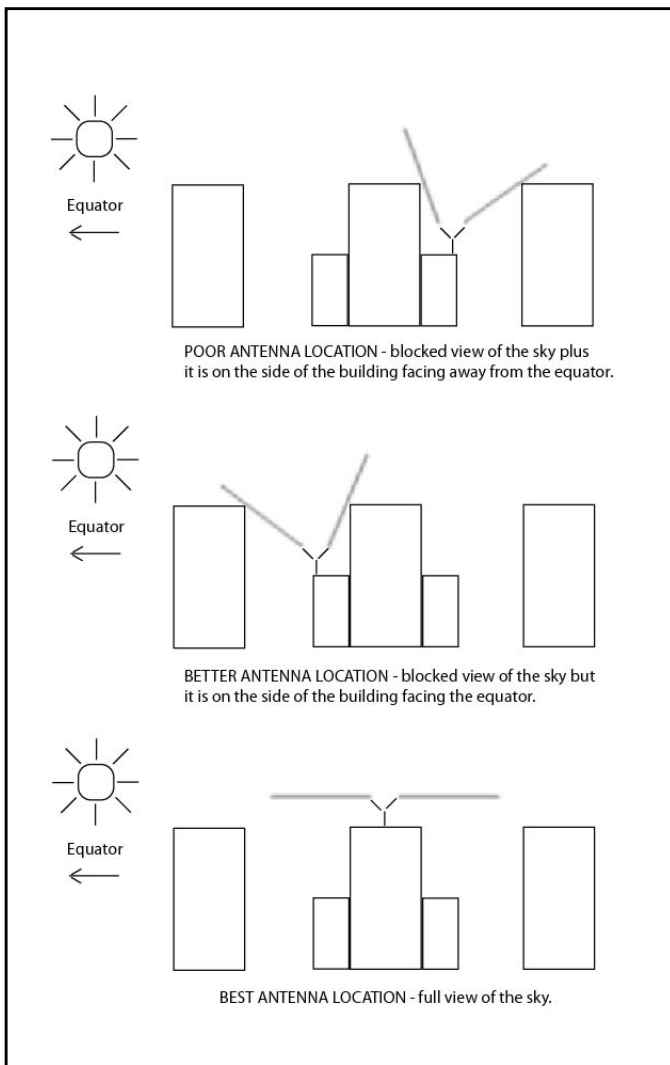 Equator
POOR ANTENNA LOCATION - blocked view of the sky plus
it is on the side of the building facing away from the equator.
Equator
BETTER ANTENNA LOCATION - blocked view of the sky but
it is on the side of the building facing the equator.
Equator
BEST ANTENNA LOCATION - full view of the sky.